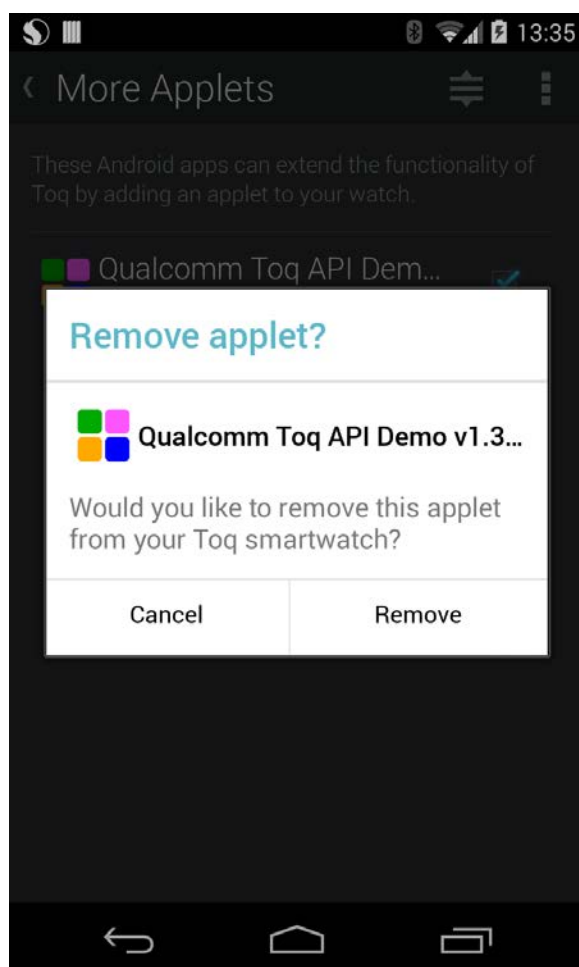 13:35
More Applets
These Android apps can extend the functionality of
Toq by adding an applet to your watch.
Qualcomm Toq API Dem...
Remove applet?
Qualcomm Toq API Demo v1.3...
Would you like to remove this applet
from your Toq smartwatch?
Cancel Remove